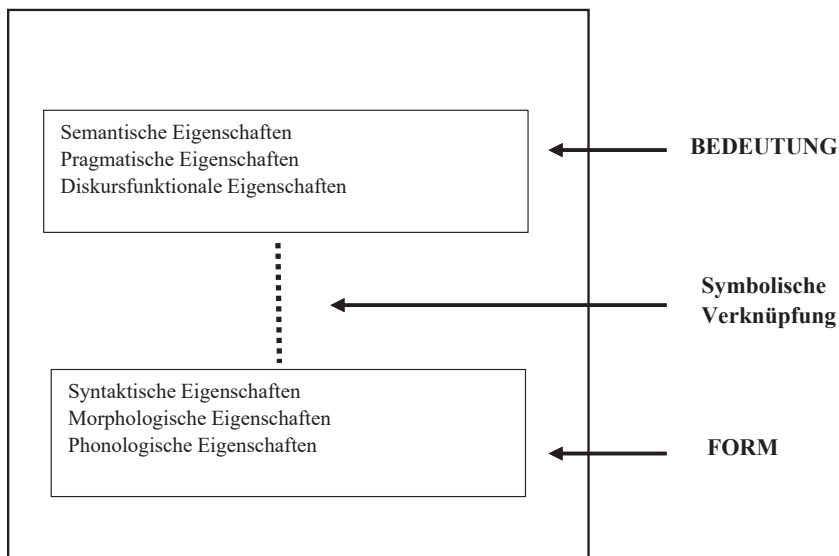 Semantische Eigenschaften
Pragmatische Eigenschaften
Diskursfunktionale Eigenschaften
BEDEUTUNG
Symbolische
Verknüpfung
Syntaktische Eigenschaften
Morphologische Eigenschaften
Phonologische Eigenschaften
FORM